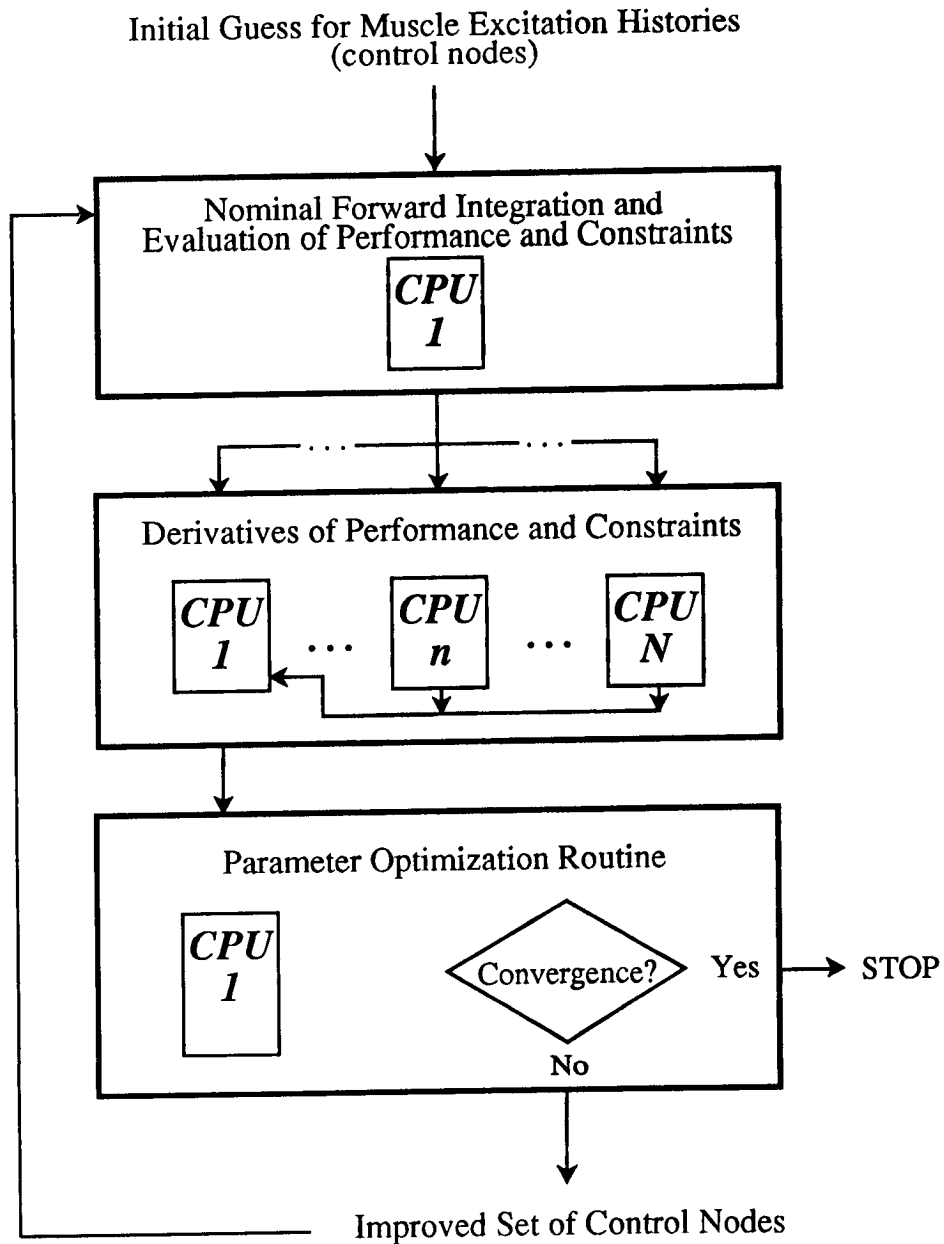 Initial Guess for Muscle Excitation Histories
(control nodes)
Nominal Forward Integration and
Evaluation of Performance and Constraints
CPU
1
... ...
Derivatives of Performance and Constraints
CPU ... CPU ... CPU
1 n N
Parameter Optimization Routine
CPU
1
Convergence? Yes STOP
No
Improved Set of Control Nodes